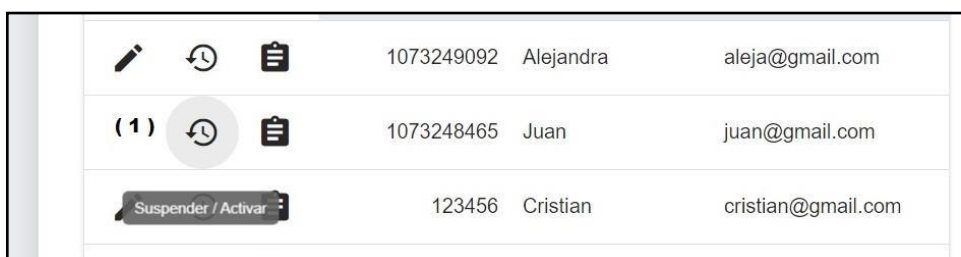 1073249092 Alejandra aleja@gmail.com
( 1 ) 1073248465 Juan juan@gmail.com
Suspender / Activar 123456 Cristian cristian@gmail.com